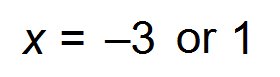 x = –3 or 1